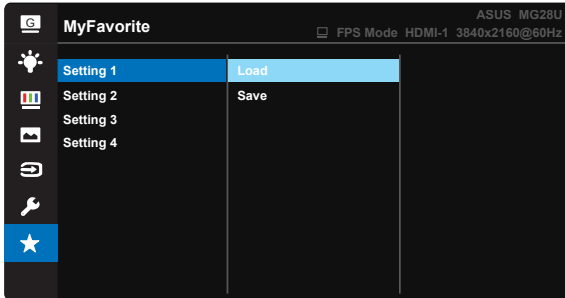 G
MyFavorite
ASUS MG28U
FPS Mode HDMI-1 3840x2160@60Hz
Setting 1 Load
Setting 2 Save
Setting 3
Setting 4